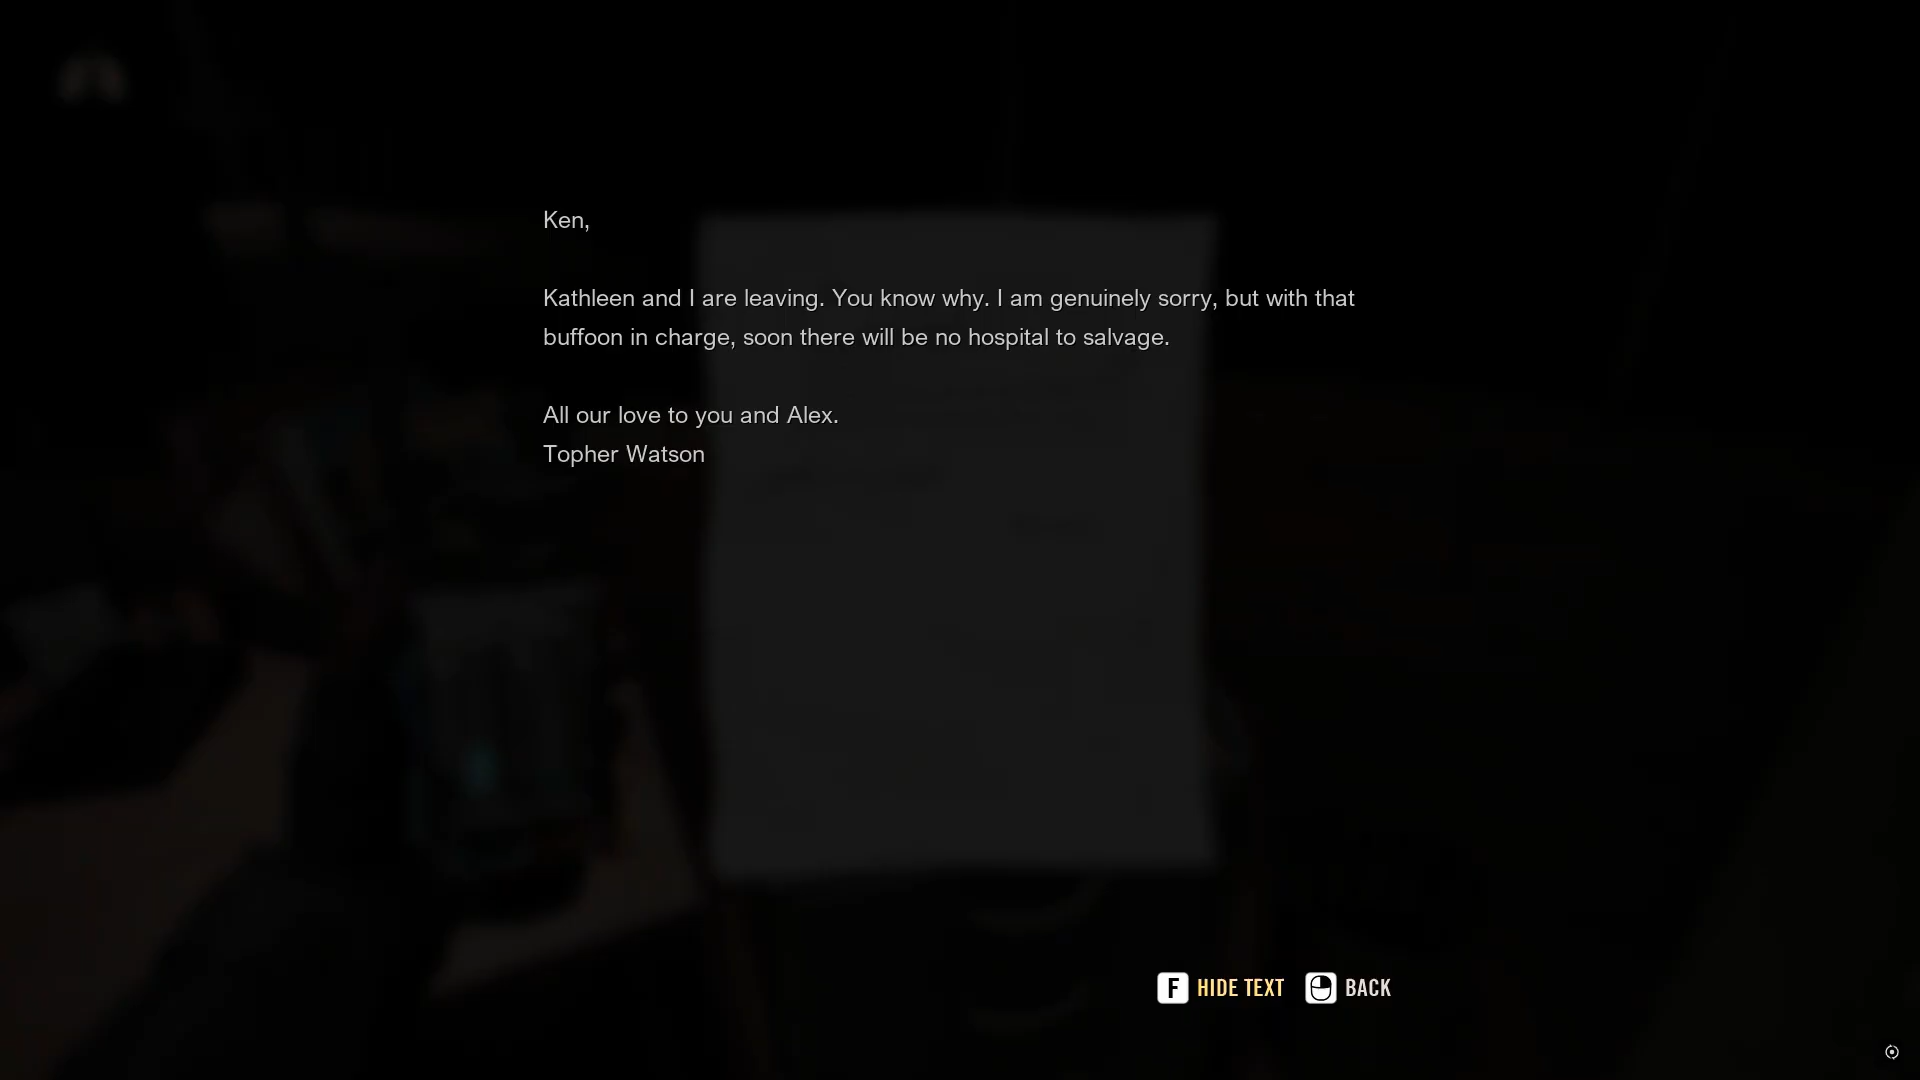 Ken,
Kathleen and I are leaving. You know why. I am genuinely sorry, but with that
buffoon in charge, soon there will be no hospital to salvage.
All our love to you and Alex.
Topher Watson
F HIDE TEXT BACK